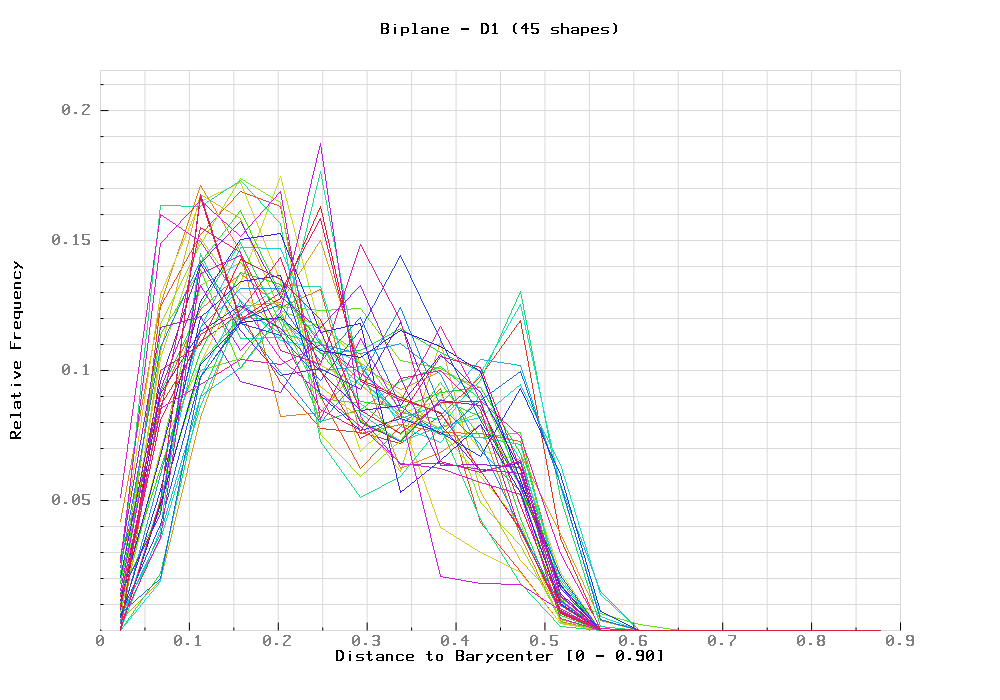 Biplane - D1 (45 shapes)
0.2
0.15
0.1
0.05
Relative Frequency
0 0.1 0.2 0.3 0.4 0.5 0.6 0.7 0.8 0.9
Distance to Barycenter [0 - 0.90]